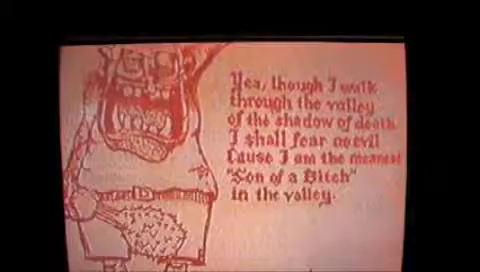 Yea, though I walk
through the valley
of the shadow of death
I shall fear no evil
Cause I am the meanest
"Son of a Bitch"
in the valley.